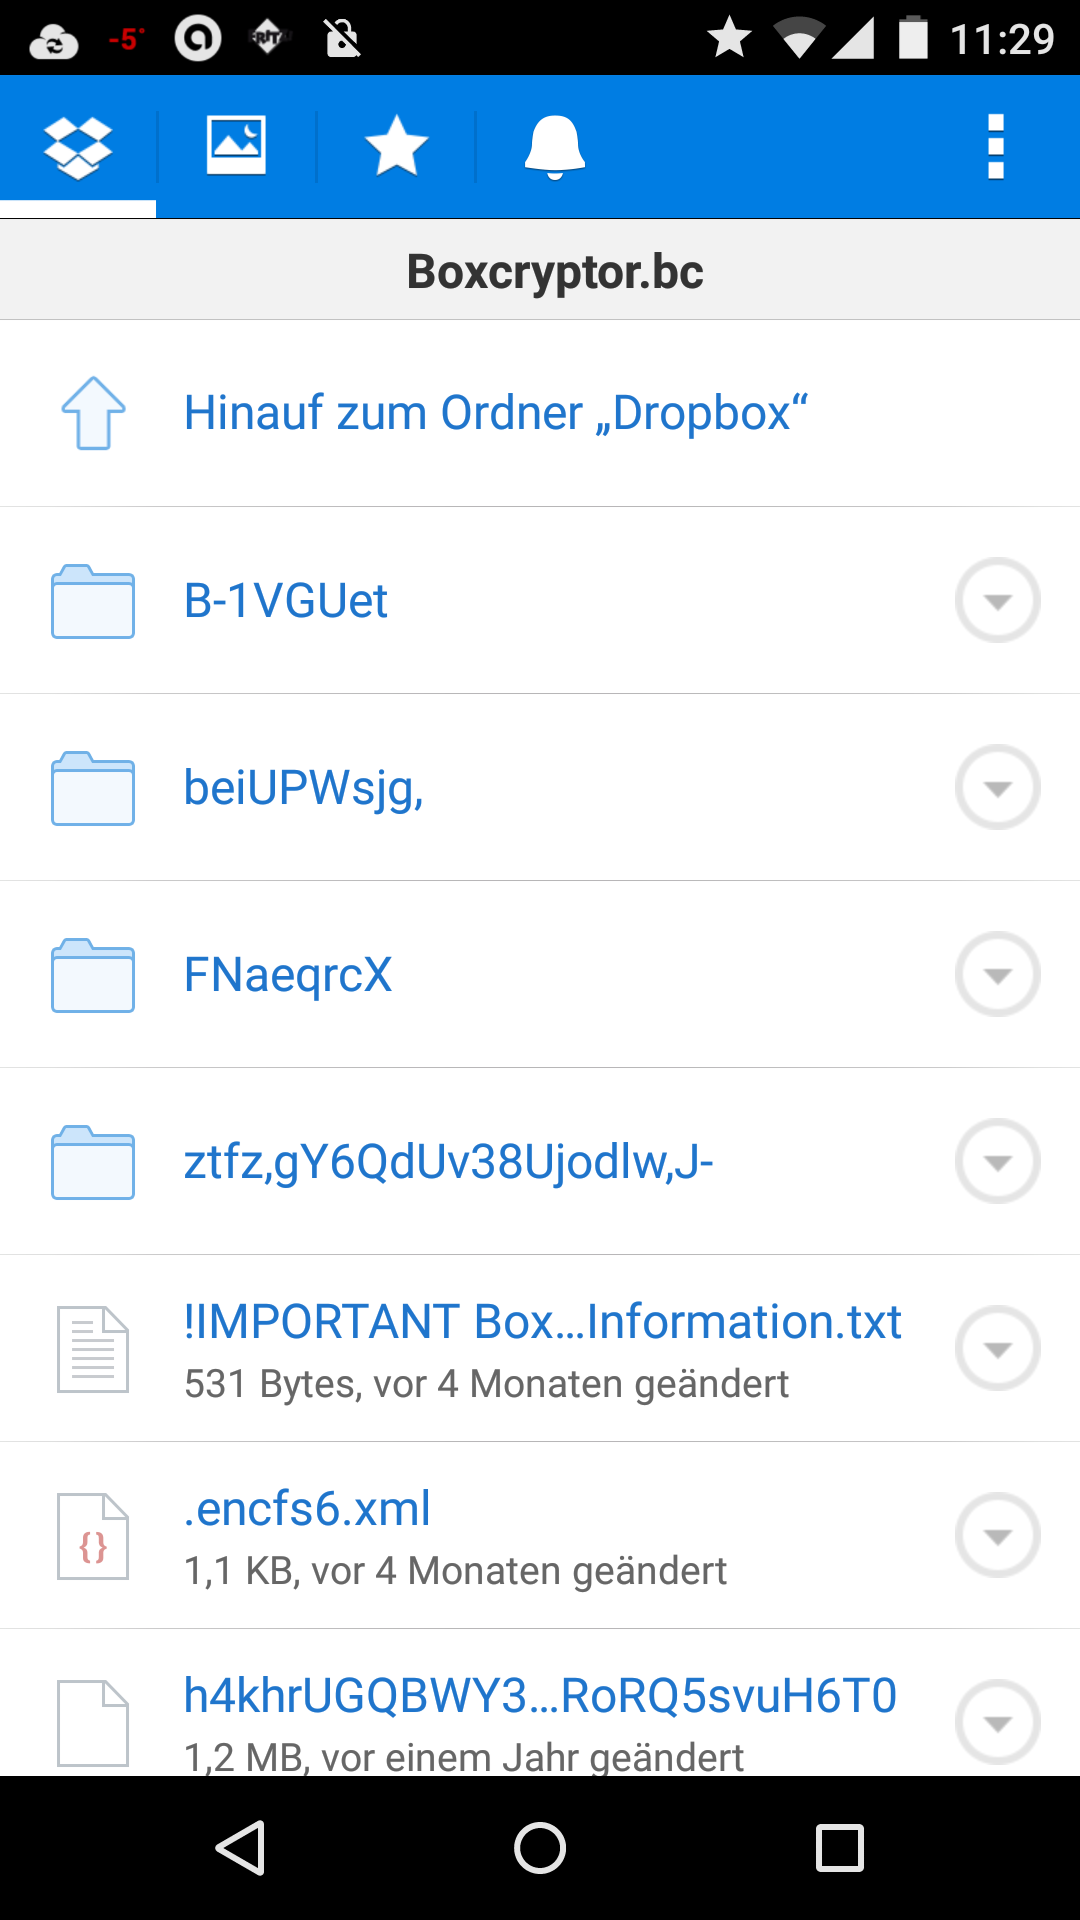 -5°
FRITZ
11:29
Boxcryptor.bc
Hinauf zum Ordner „Dropbox“
B-1VGUet
beiUPWsjg,
FNaeqrcX
ztfz,gY6QdUv38Ujodlw,J-
!IMPORTANT Box…Information.txt
531 Bytes, vor 4 Monaten geändert
.encfs6.xml
1,1 KB, vor 4 Monaten geändert
h4khrUGQBWY3…RoRQ5svuH6T0
1,2 MB, vor einem Jahr geändert